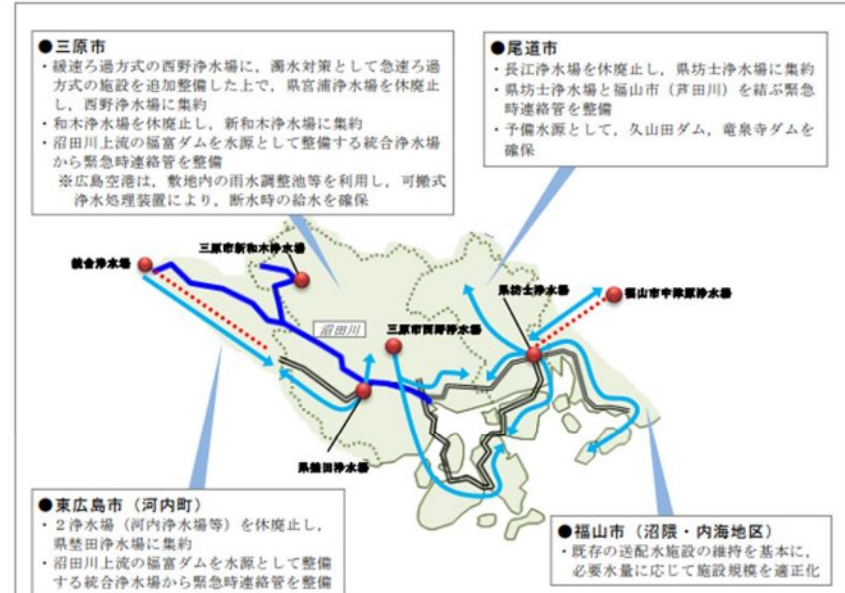 ●三原市
・緩速ろ過方式の西野浄水場に，濁水対策として急速ろ過
方式の施設を追加整備した上で，県宮浦浄水場を休廃止
し，西野浄水場に集約
・和木浄水場を休廃止し，新和木浄水場に集約
・沼田川上流の福富ダムを水源として整備する統合浄水場
から緊急時連絡管を整備
※広島空港は，敷地内の雨水調整池等を利用し，可搬式
浄水処理装置により，断水時の給水を確保
●尾道市
・長江浄水場を休廃止し，県坊士浄水場に集約
・県坊士浄水場と福山市（芦田川）を結ぶ緊急
時連絡管を整備
・予備水源として，久山田ダム，竜泉寺ダムを
確保
三原市新和木浄水場
統合浄水場
県坊士浄水場
福山市中津原浄水場
沼田川
三原市西野浄水場
県埜田浄水場
●東広島市（河内町）
・２浄水場（河内浄水場等）を休廃止し，
県埜田浄水場に集約
・沼田川上流の福富ダムを水源として整備
する統合浄水場から緊急時連絡管を整備
●福山市（沼隈・内海地区）
・既存の送配水施設の維持を基本に，
必要水量に応じて施設規模を適正化